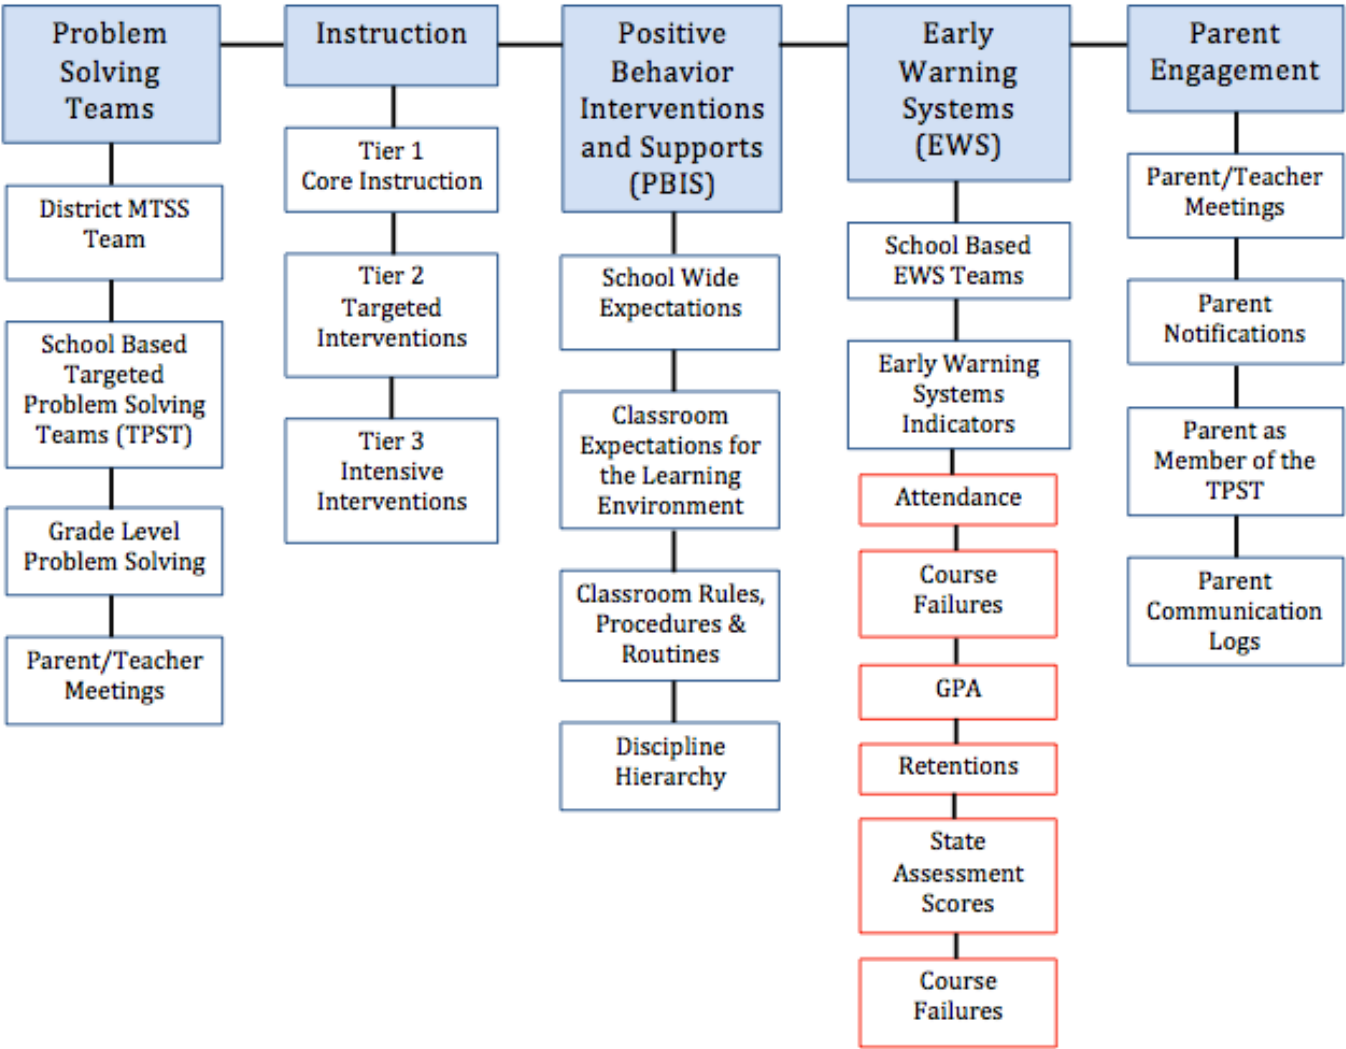 Problem
Solving
Teams
District MTSS
Team
School Based
Targeted
Problem Solving
Teams (TPST)
Grade Level
Problem Solving
Parent/Teacher
Meetings
Instruction
Tier 1
Core Instruction
Tier 2
Targeted
Interventions
Tier 3
Intensive
Interventions
Positive
Behavior
Interventions
and Supports
(PBIS)
School Wide
Expectations
Classroom
Expectations for
the Learning
Environment
Classroom Rules,
Procedures &
Routines
Discipline
Hierarchy
Early
Warning
Systems
(EWS)
School Based
EWS Teams
Early Warning
Systems
Indicators
Attendance
Course
Failures
GPA
Retentions
State
Assessment
Scores
Course
Failures
Parent
Engagement
Parent/Teacher
Meetings
Parent
Notifications
Parent as
Member of the
TPST
Parent
Communication
Logs